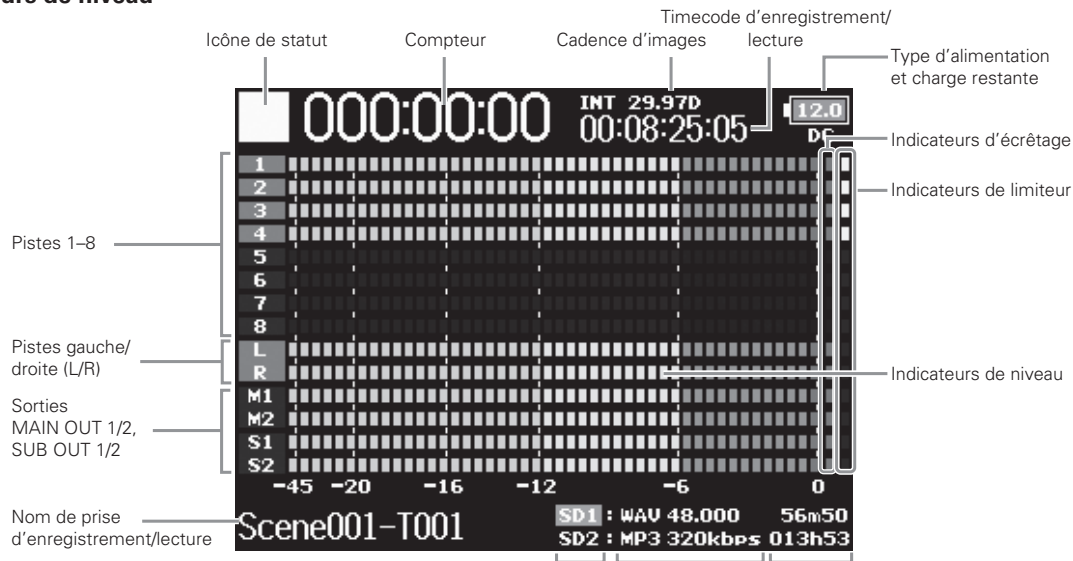 Timecode d'enregistrement/
lecture
Icône de statut
Compteur
Cadence d'images
Type d'alimentation
et charge restante
000:00:00
INT 29.97D
00:08:25:05
12.0
DC
Indicateurs d'écrêtage
Indicateurs de limiteur
Pistes 1–8
1
2
3
4
5
6
7
8
Pistes gauche/
droite (L/R)
L
R
Indicateurs de niveau
Sorties
MAIN OUT 1/2,
SUB OUT 1/2
M1
M2
S1
S2
-45 -20 -16 -12 -6 0
Nom de prise
d'enregistrement/lecture
Scene001-T001
SD1 : WAV 48.000 56m50
SD2 : MP3 320kbps 013h53